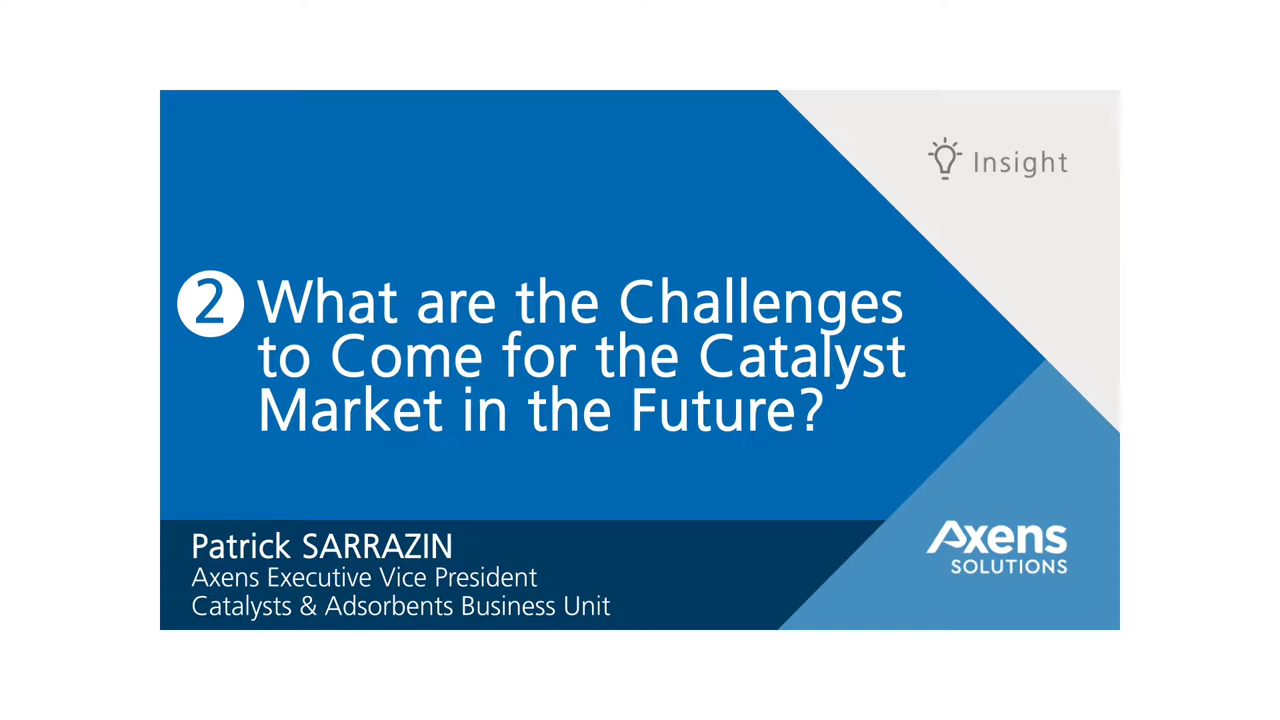 Insight
2 What are the Challenges
to Come for the Catalyst
Market in the Future?
Patrick SARRAZIN
Axens Executive Vice President
Catalysts & Adsorbents Business Unit
Axens
SOLUTIONS